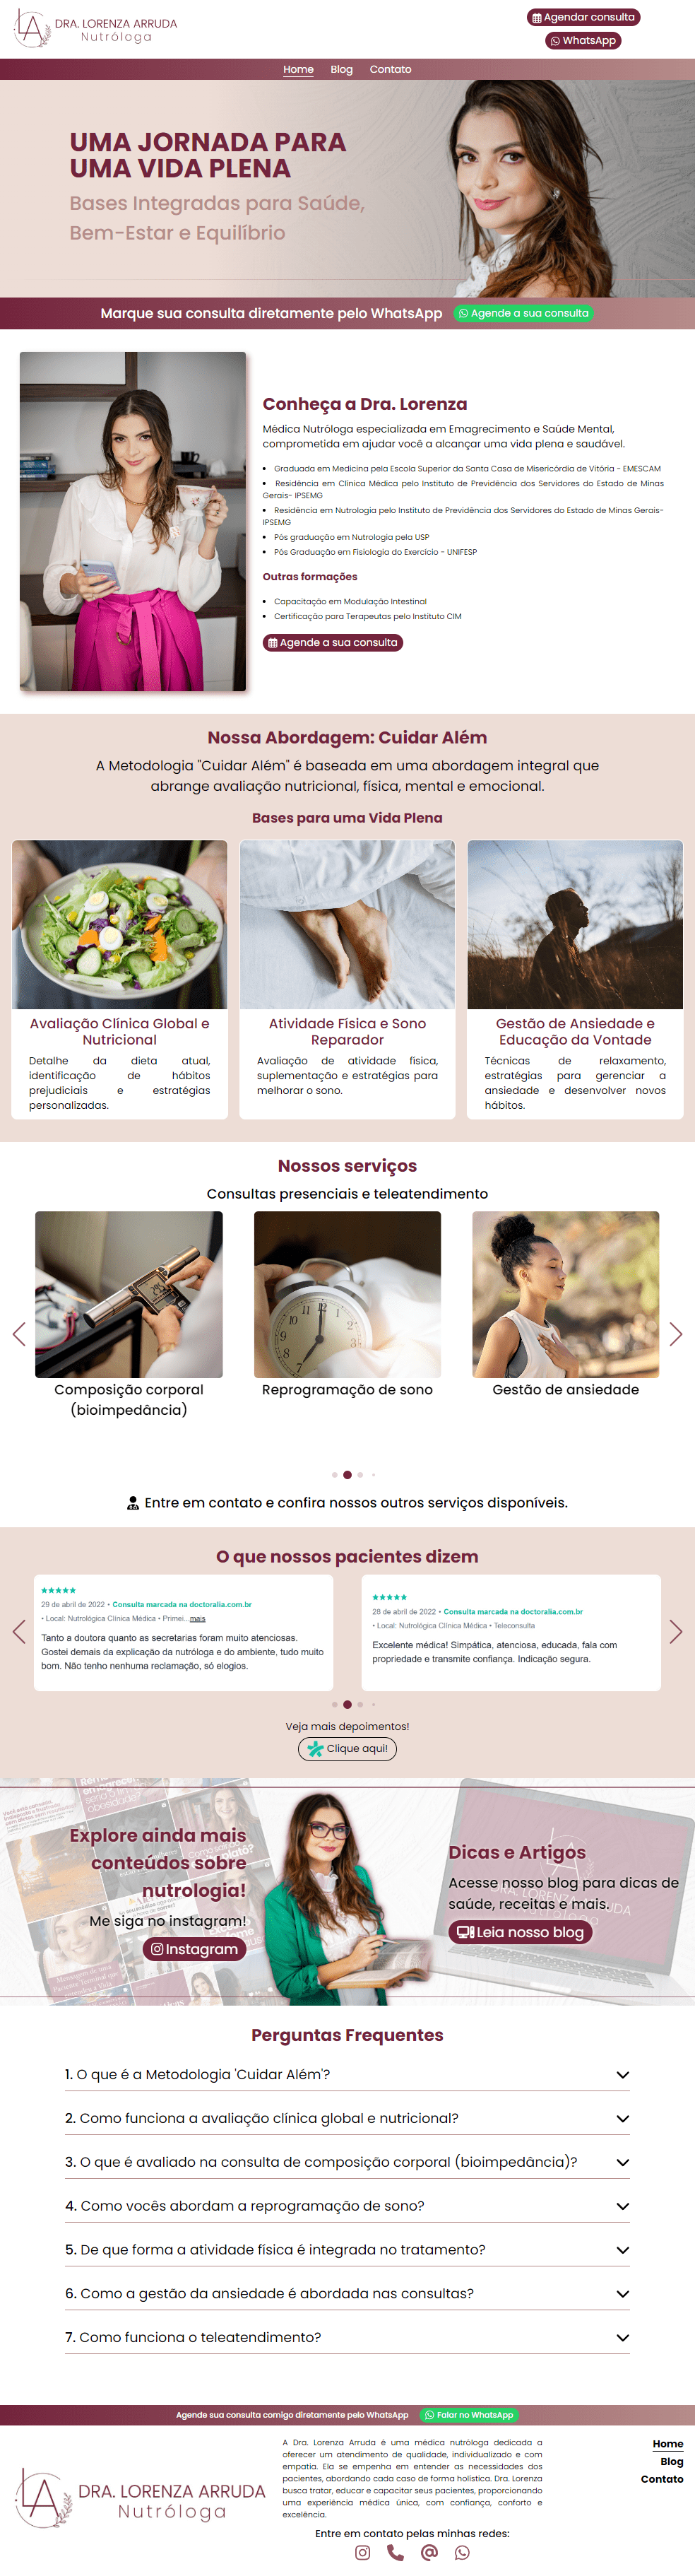 DRA. LORENZA ARRUDA
Nutróloga
Agendar consulta
WhatsApp
Home Blog Contato
UMA JORNADA PARA
UMA VIDA PLENA
Bases Integradas para Saúde,
Bem-Estar e Equilíbrio
Marque sua consulta diretamente pelo WhatsApp Agende a sua consulta
Conheça a Dra. Lorenza
Médica Nutróloga especializada em Emagrecimento e Saúde Mental,
comprometida em ajudar você a alcançar uma vida plena e saudável.
• Graduada em Medicina pela Escola Superior da Santa Casa de Misericórdia de Vitória - EMESCAM
• Residência em Clínica Médica pelo Instituto de Previdência dos Servidores do Estado de Minas
Gerais- IPSEMG
• Residência em Nutrologia pelo Instituto de Previdência dos Servidores do Estado de Minas Gerais-
IPSEMG
• Pós graduação em Nutrologia pela USP
• Pós Graduação em Fisiologia do Exercício - UNIFESP
Outras formações
• Capacitação em Modulação Intestinal
• Certificação para Terapeutas pelo Instituto CIM
Agende a sua consulta
Nossa Abordagem: Cuidar Além
A Metodologia "Cuidar Além" é baseada em uma abordagem integral que
abrange avaliação nutricional, física, mental e emocional.
Bases para uma Vida Plena
Avaliação Clínica Global e
Nutricional
Detalhe da dieta atual,
identificação de hábitos
prejudiciais e estratégias
personalizadas.
Atividade Física e Sono
Reparador
Avaliação de atividade física,
suplementação e estratégias para
melhorar o sono.
Gestão de Ansiedade e
Educação da Vontade
Técnicas de relaxamento,
estratégias para gerenciar a
ansiedade e desenvolver novos
hábitos.
Nossos serviços
Consultas presenciais e teleatendimento
Composição corporal
(bioimpedância)
Reprogramação de sono
Gestão de ansiedade
Entre em contato e confira nossos outros serviços disponíveis.
O que nossos pacientes dizem
29 de abril de 2022 • Consulta marcada na doctoralia.com.br
• Local: Nutrológica Clínica Médica • Primei...mais
Tanto a doutora quanto as secretarias foram muito atenciosas.
Gostei demais da explicação da nutróloga e do ambiente, tudo muito
bom. Não tenho nenhuma reclamação, só elogios.
28 de abril de 2022 • Consulta marcada na doctoralia.com.br
• Local: Nutrológica Clínica Médica • Teleconsulta
Excelente médica! Simpática, atenciosa, educada, fala com
propriedade e transmite confiança. Indicação segura.
Veja mais depoimentos!
Clique aqui!
Explore ainda mais
conteúdos sobre
nutrologia!
Me siga no instagram!
Instagram
Dicas e Artigos
Acesse nosso blog para dicas de
saúde, receitas e mais.
Leia nosso blog
Perguntas Frequentes
1. O que é a Metodologia 'Cuidar Além'?
2. Como funciona a avaliação clínica global e nutricional?
3. O que é avaliado na consulta de composição corporal (bioimpedância)?
4. Como vocês abordam a reprogramação de sono?
5. De que forma a atividade física é integrada no tratamento?
6. Como a gestão da ansiedade é abordada nas consultas?
7. Como funciona o teleatendimento?
Agende sua consulta comigo diretamente pelo WhatsApp Falar no WhatsApp
DRA. LORENZA ARRUDA
Nutróloga
A Dra. Lorenza Arruda é uma médica nutróloga dedicada a
oferecer um atendimento de qualidade, individualizado e com
empatia. Ela se empenha em entender as necessidades dos
pacientes, abordando cada caso de forma holística. Dra. Lorenza
busca tratar, educar e capacitar seus pacientes, proporcionando
uma experiência médica única, com confiança, conforto e
excelência.
Entre em contato pelas minhas redes:
Home
Blog
Contato